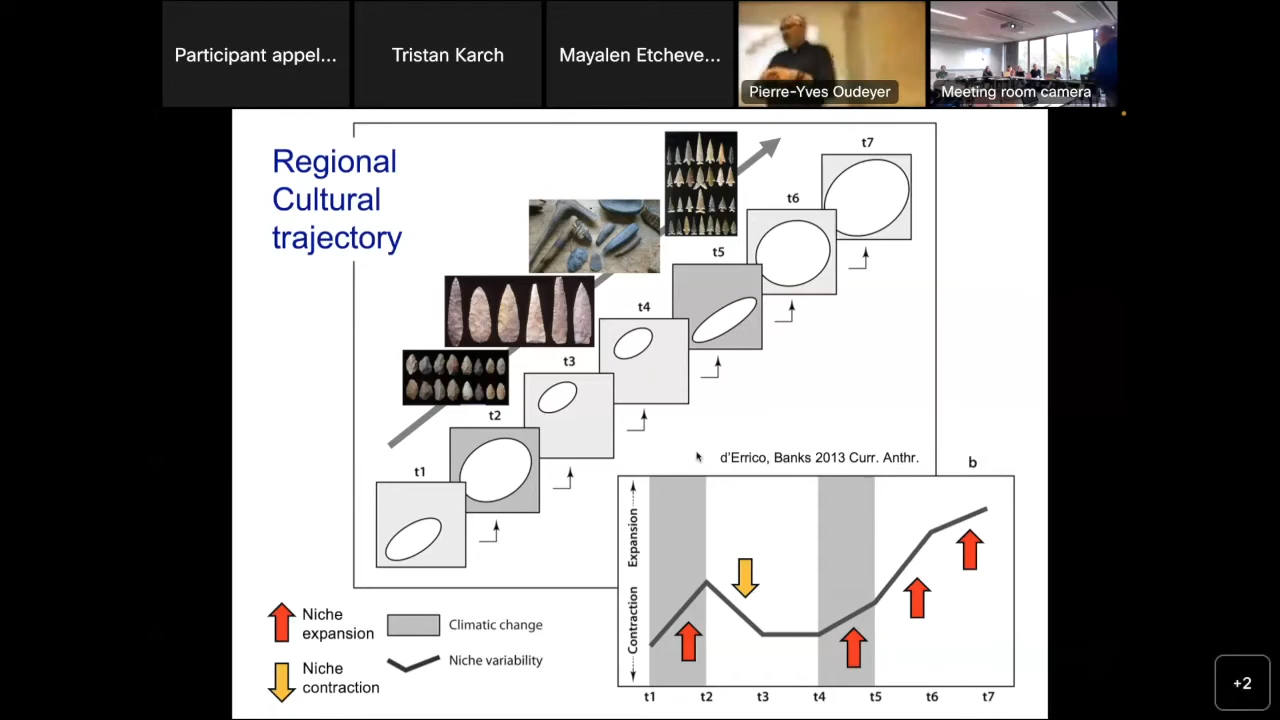 Participant appel...
Tristan Karch
Mayalen Etcheve...
Pierre-Yves Oudeyer
Meeting room camera
Regional
Cultural
trajectory
t7
t6
t5
t4
t3
t2
t1
d'Errico, Banks 2013 Curr. Anthr.
b
Expansion
Contraction
t1 t2 t3 t4 t5 t6 t7
Niche
expansion
Climatic change
Niche
contraction
Niche variability
+2